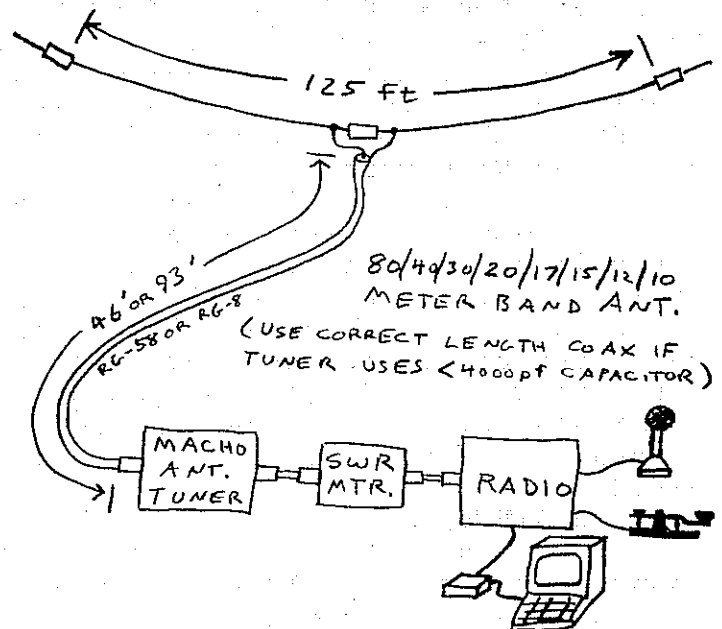 125 ft
46' OR 93'
RG-58 OR RG-8
80/40/30/20/17/15/12/10
METER BAND ANT.
(USE CORRECT LENGTH COAX IF
TUNER USES <4000pf CAPACITOR)
MACHO
ANT.
TUNER
SWR
MTR.
RADIO